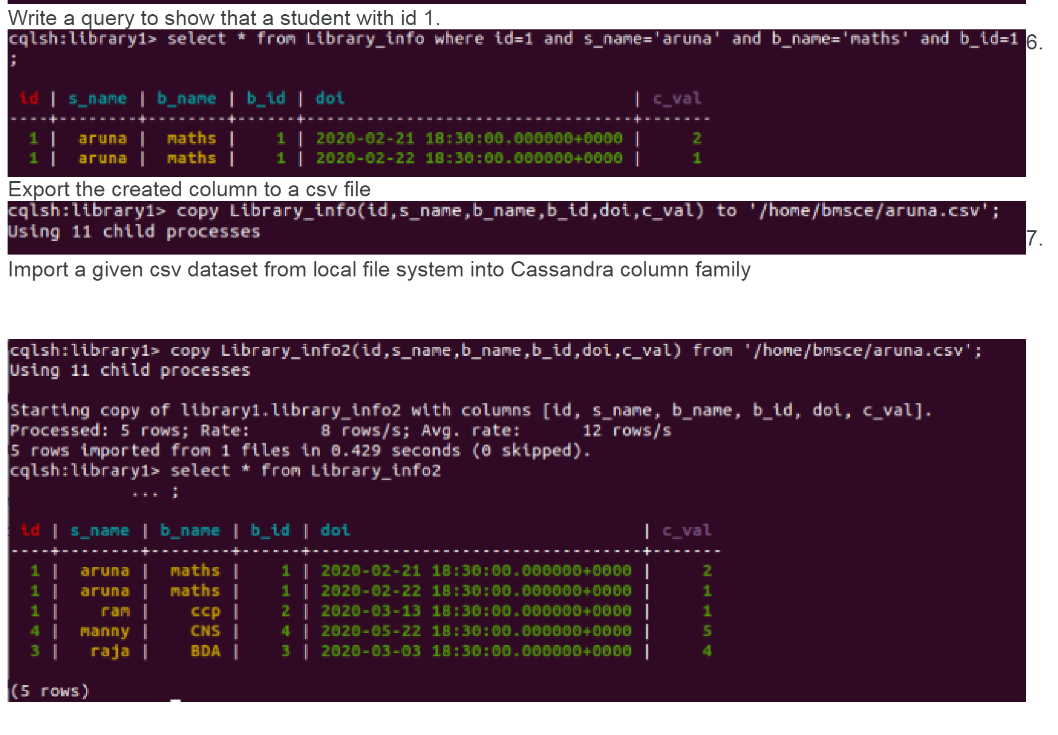 Write a query to show that a student with id 1.
cqlsh:library1> select * from Library_info where id=1 and s_name='aruna' and b_name='maths' and b_id=1 6.
;
id | s_name | b_name | b_id | doi | c_val
----+--------+--------+------+---------------------------------+-------
1 | aruna | maths | 1 | 2020-02-21 18:30:00.000000+0000 | 2
1 | aruna | maths | 1 | 2020-02-22 18:30:00.000000+0000 | 1
Export the created column to a csv file
cqlsh:library1> copy Library_info(id,s_name,b_name,b_id,doi,c_val) to '/home/bmsce/aruna.csv';
Using 11 child processes
7.
Import a given csv dataset from local file system into Cassandra column family
cqlsh:library1> copy Library_info2(id,s_name,b_name,b_id,doi,c_val) from '/home/bmsce/aruna.csv';
Using 11 child processes
Starting copy of library1.library_info2 with columns [id, s_name, b_name, b_id, doi, c_val].
Processed: 5 rows; Rate: 8 rows/s; Avg. rate: 12 rows/s
5 rows imported from 1 files in 0.429 seconds (0 skipped).
cqlsh:library1> select * from Library_info2
... ;
id | s_name | b_name | b_id | doi | c_val
----+--------+--------+------+---------------------------------+-------
1 | aruna | maths | 1 | 2020-02-21 18:30:00.000000+0000 | 2
1 | aruna | maths | 1 | 2020-02-22 18:30:00.000000+0000 | 1
1 | ram | ccp | 2 | 2020-03-13 18:30:00.000000+0000 | 1
4 | manny | CNS | 4 | 2020-05-22 18:30:00.000000+0000 | 5
3 | raja | BDA | 3 | 2020-03-03 18:30:00.000000+0000 | 4
(5 rows)